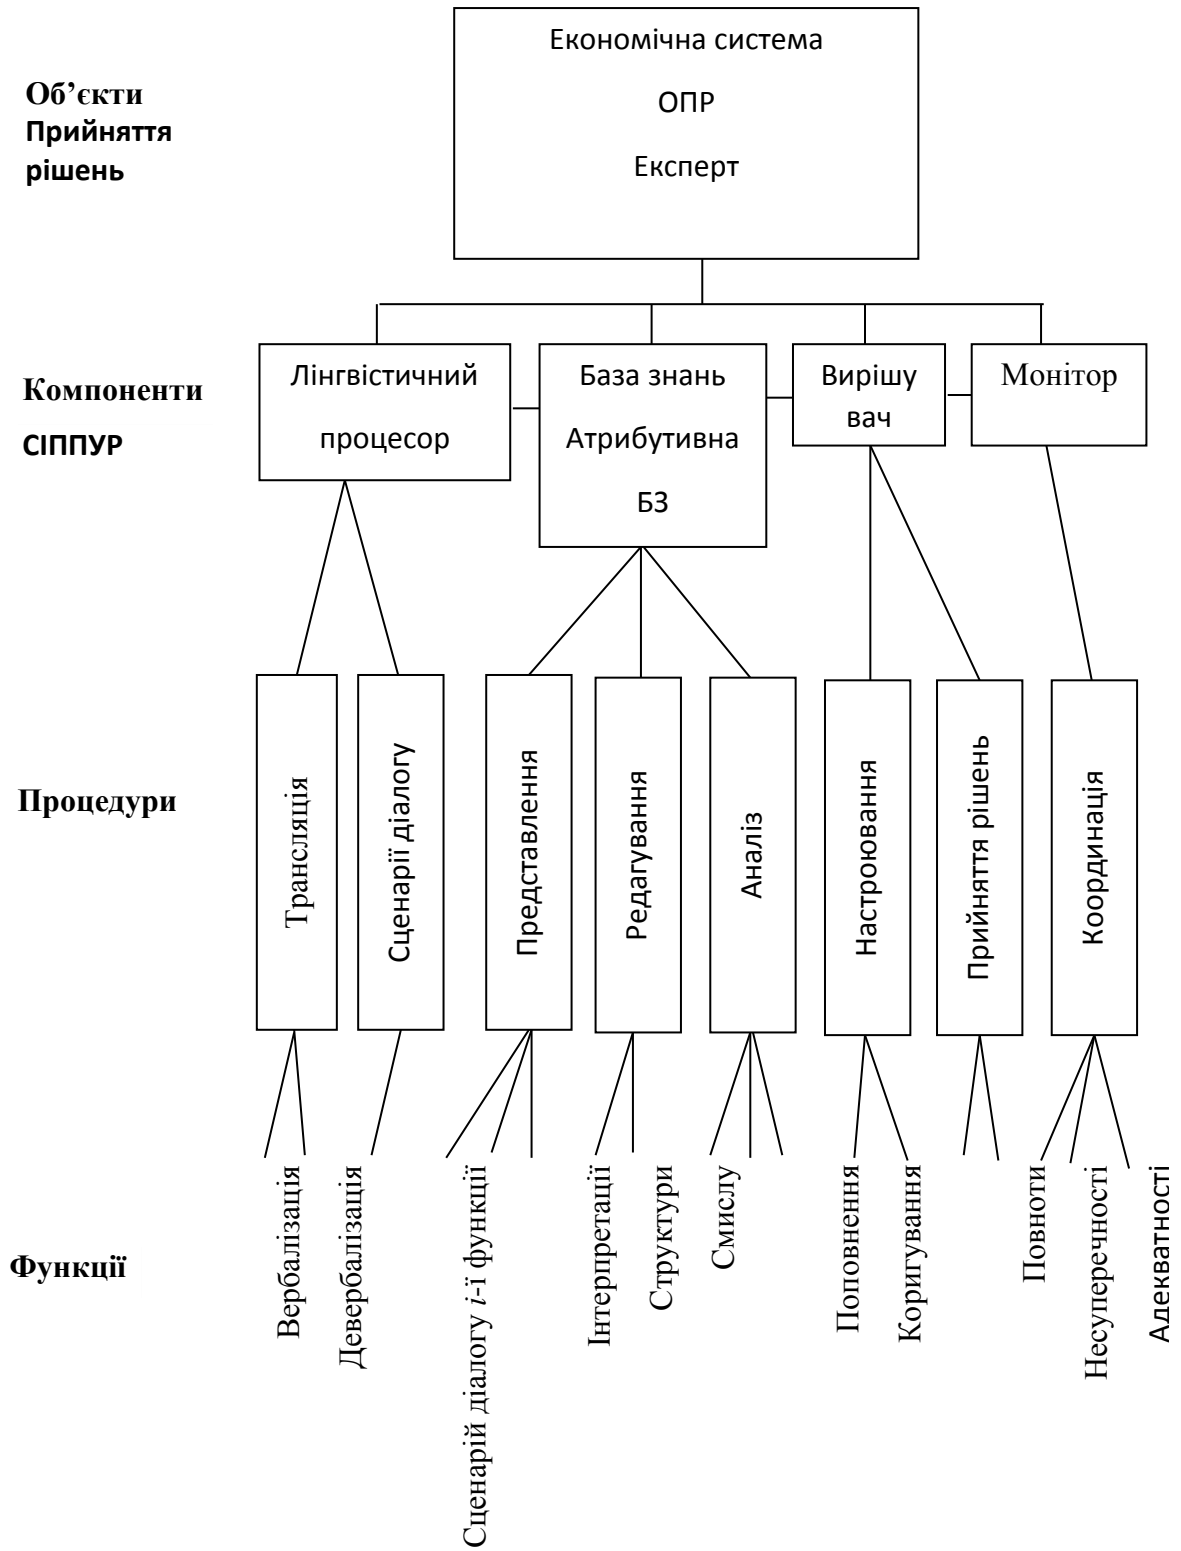 Економічна система
ОПР
Експерт
Об’єкти
Прийняття
рішень
Лінгвістичний
процесор
База знань
Атрибутивна
БЗ
Вирішу
вач
Монітор
Компоненти
СІППУР
Процедури
Трансляція
Сценарії діалогу
Представлення
Редагування
Аналіз
Настроювання
Прийняття рішень
Координація
Функції
Вербалізація
Девербалізація
Сценарій діалогу i-ї функції
Інтерпретації
Структури
Смислу
Поповнення
Коригування
Повноти
Несуперечності
Адекватності